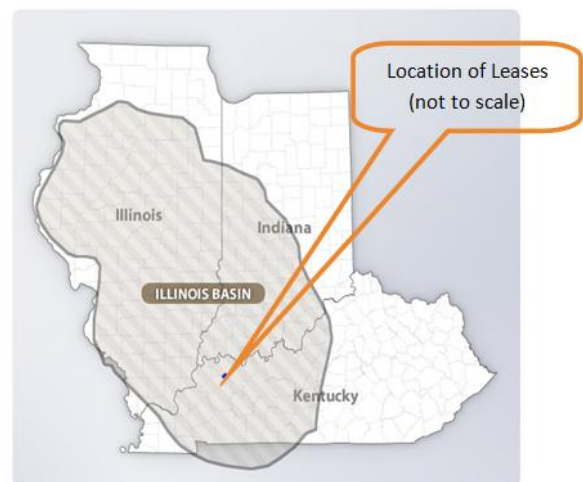 Location of Leases
(not to scale)
Illinois
Indiana
ILLINOIS BASIN
Kentucky